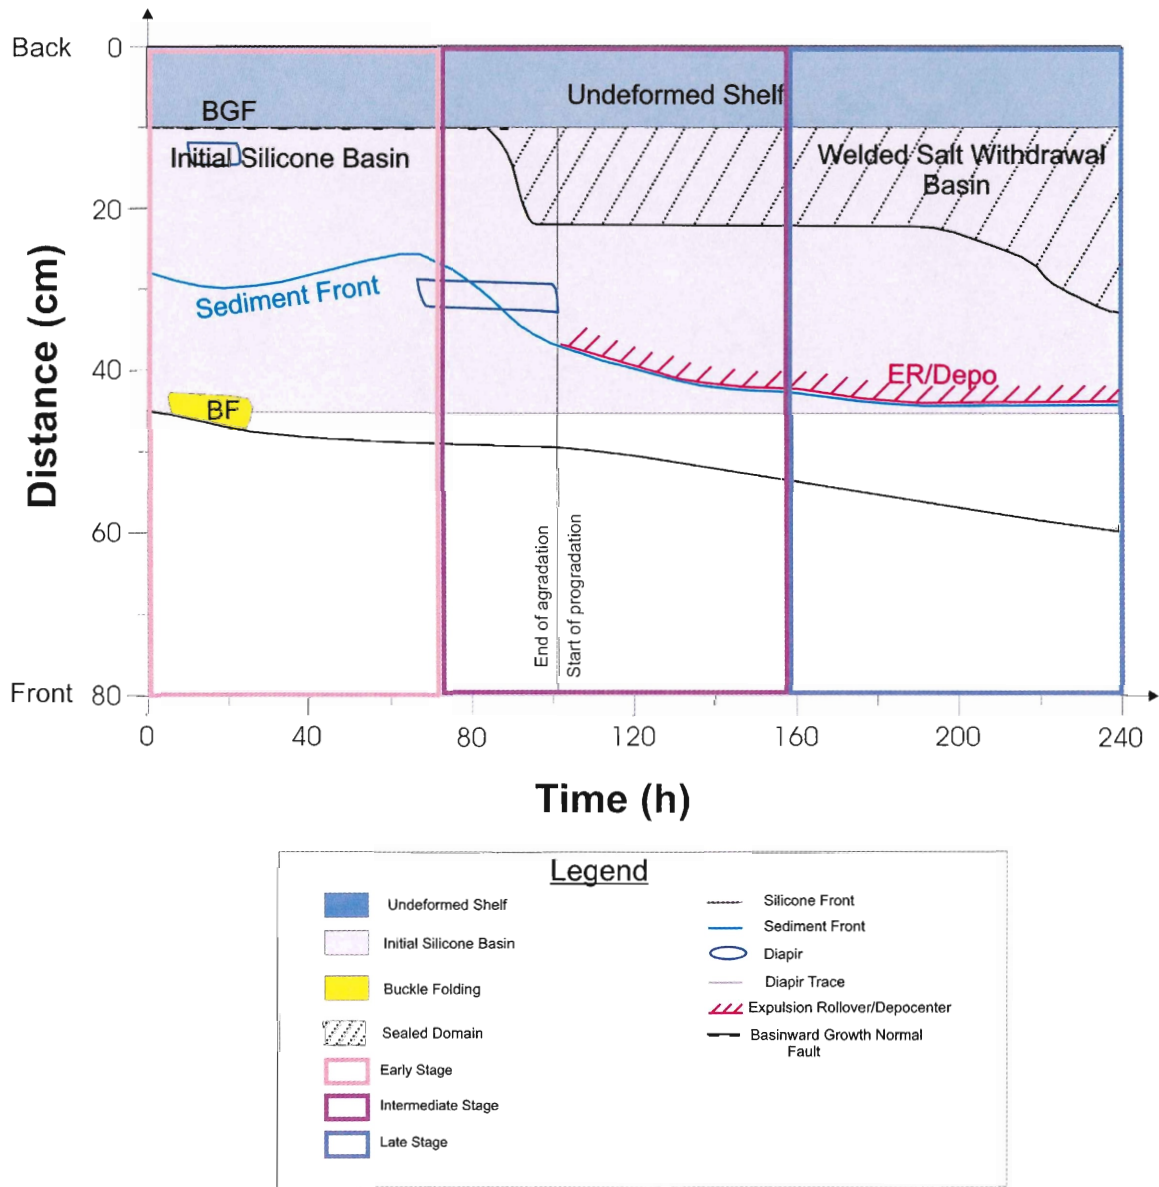 Back
0
Undeformed Shelf
BGF
Initial Silicone Basin
Welded Salt Withdrawal
Basin
20
Sediment Front
40
ER/Depo
BF
Distance (cm)
60
End of agradation
Start of progradation
Front
80
0
40
80
120
160
200
240
Time (h)
Legend
Undeformed Shelf
Initial Silicone Basin
Buckle Folding
Sealed Domain
Early Stage
Intermediate Stage
Late Stage
Silicone Front
Sediment Front
Diapir
Diapir Trace
Expulsion Rollover/Depocenter
Basinward Growth Normal
Fault